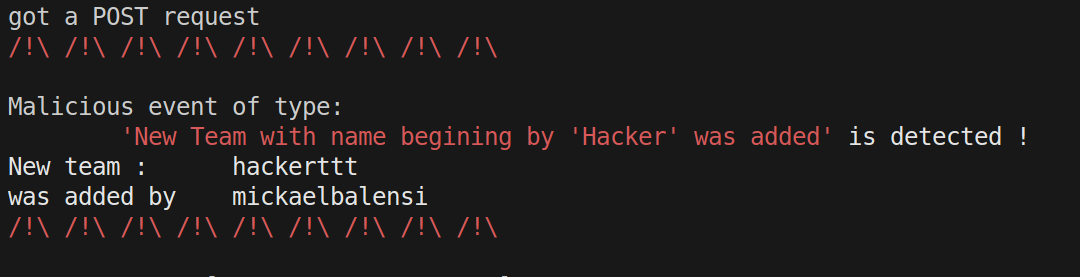 got a POST request
/!\ /!\ /!\ /!\ /!\ /!\ /!\ /!\ /!\
Malicious event of type:
'New Team with name begining by 'Hacker' was added' is detected !
New team : hackerttt
was added by mickaelbalensi
/!\ /!\ /!\ /!\ /!\ /!\ /!\ /!\ /!\